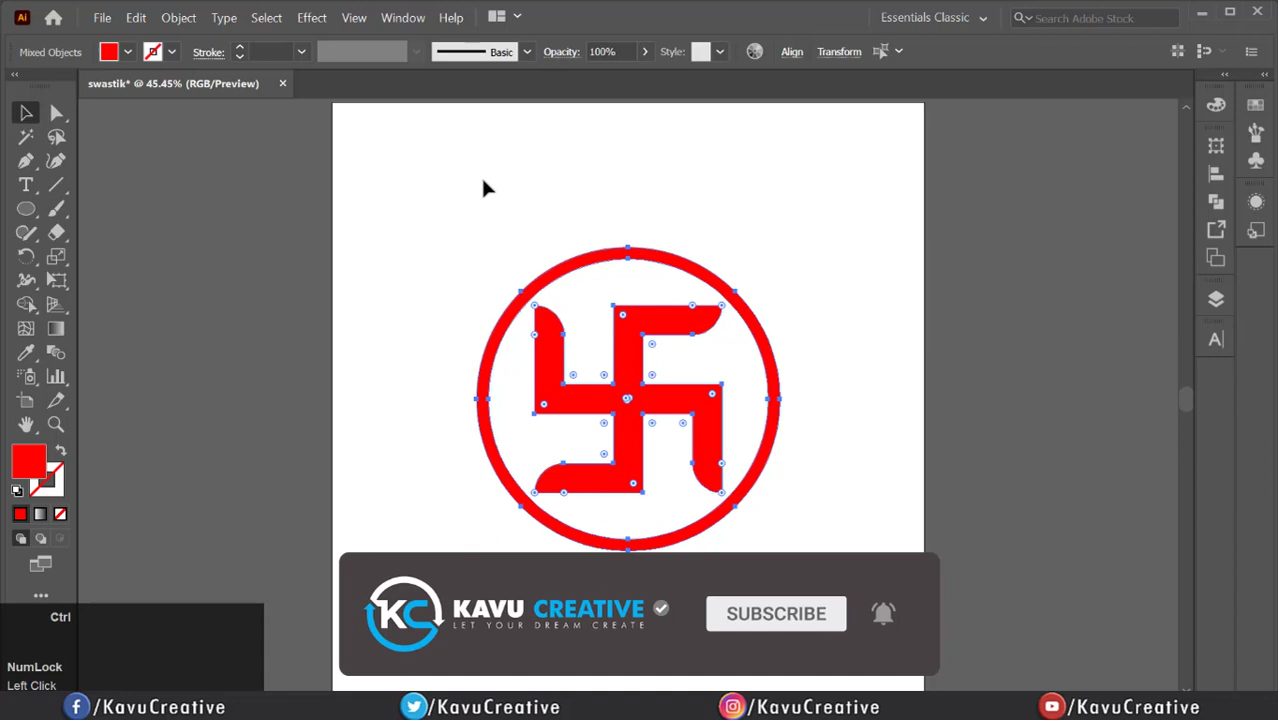 Ai File Edit Object Type Select Effect View Window Help Essentials Classic Search Adobe Stock
Mixed Objects Stroke: Basic Opacity: 100% Style: Align Transform
swastik* @ 45.45% (RGB/Preview)
Ctrl
NumLock
Left Click
KC KAVU CREATIVE
LET YOUR DREAM CREATE
SUBSCRIBE
/KavuCreative /KavuCreative /KavuCreative /KavuCreative